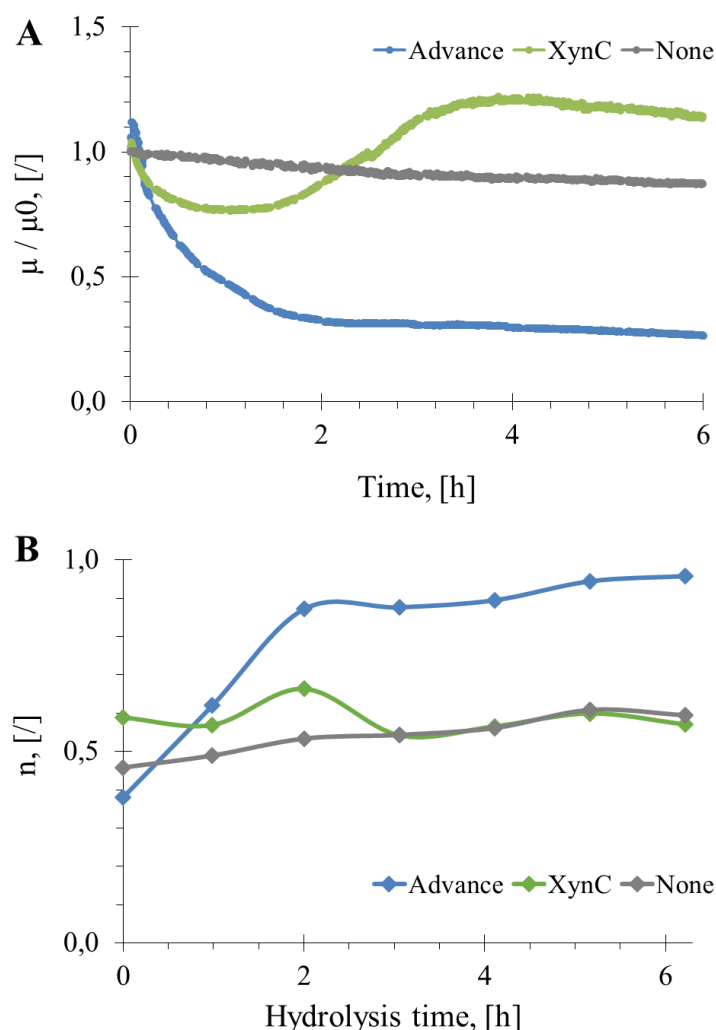 A
1,5
Advance XynC None
1,0
μ / μ0, [/]
0,5
0,0
0 2 4 6
Time, [h]
B
1,0
n, [/]
0,5
Advance XynC None
0,0
0 2 4 6
Hydrolysis time, [h]